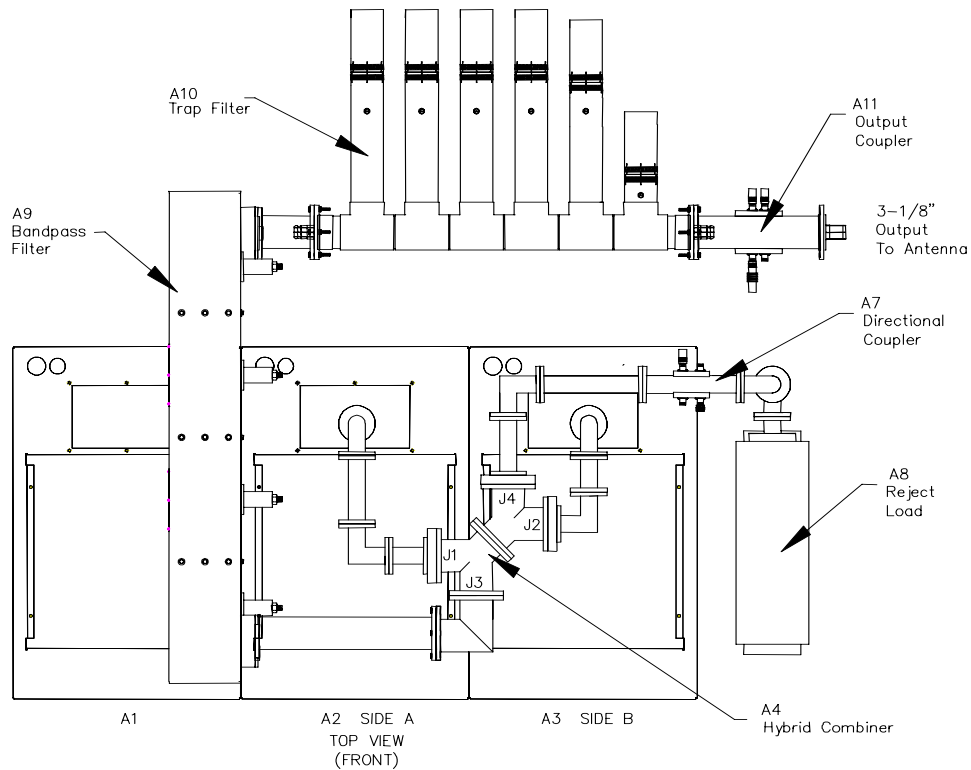 A10
Trap Filter
A11
Output
Coupler
A9
Bandpass
Filter
3-1/8"
Output
To Antenna
A7
Directional
Coupler
A8
Reject
Load
J4
J2
J1
J3
A1
A2 SIDE A
A3 SIDE B
TOP VIEW
(FRONT)
A4
Hybrid Combiner